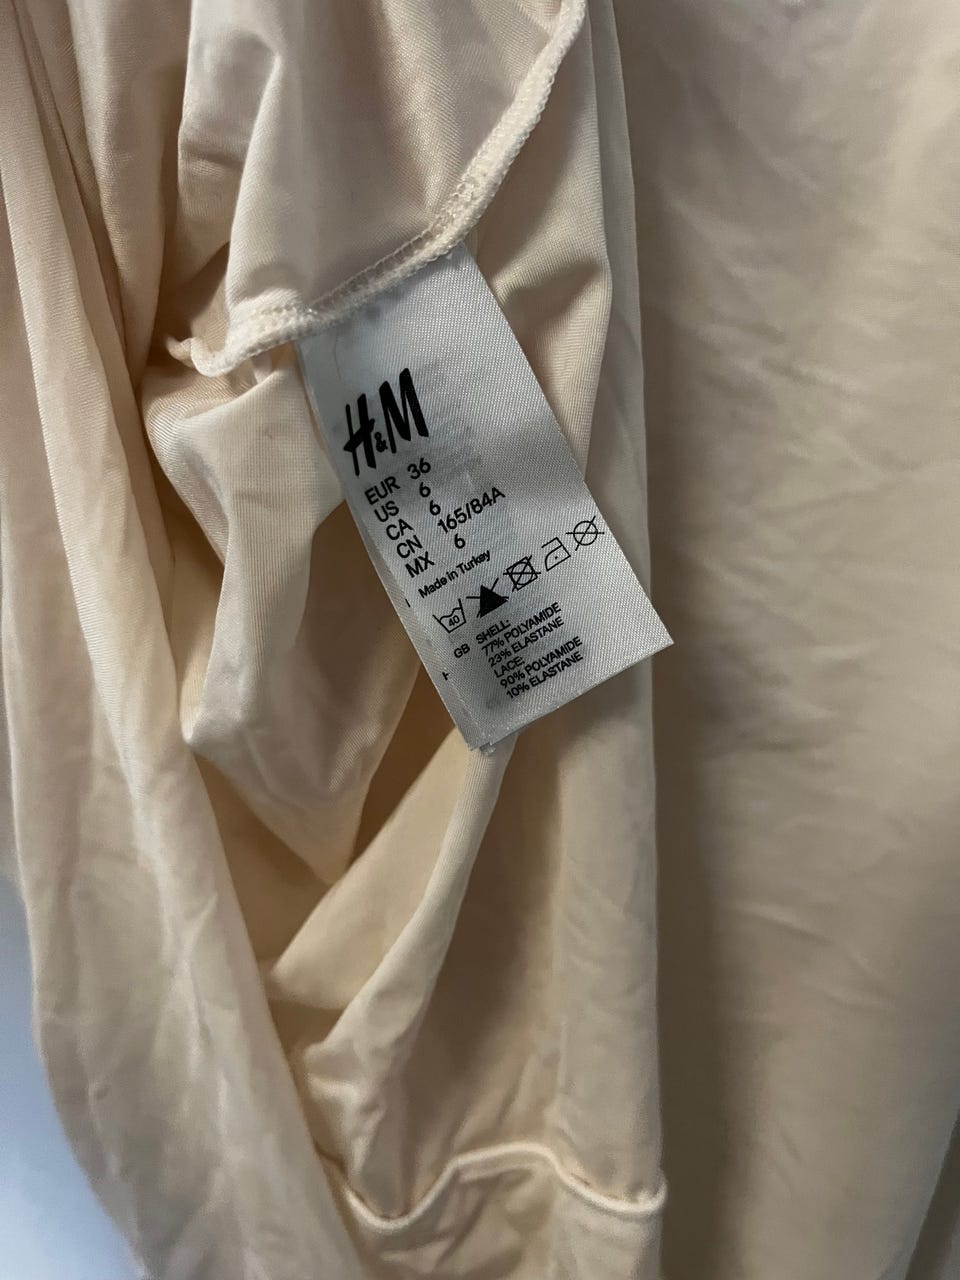 H&M
EUR 36
US 6
CA 6
CN 165/84A
MX 6
Made in Turkey
40
GB SHELL:
77% POLYAMIDE
23% ELASTANE
LACE:
90% POLYAMIDE
10% ELASTANE